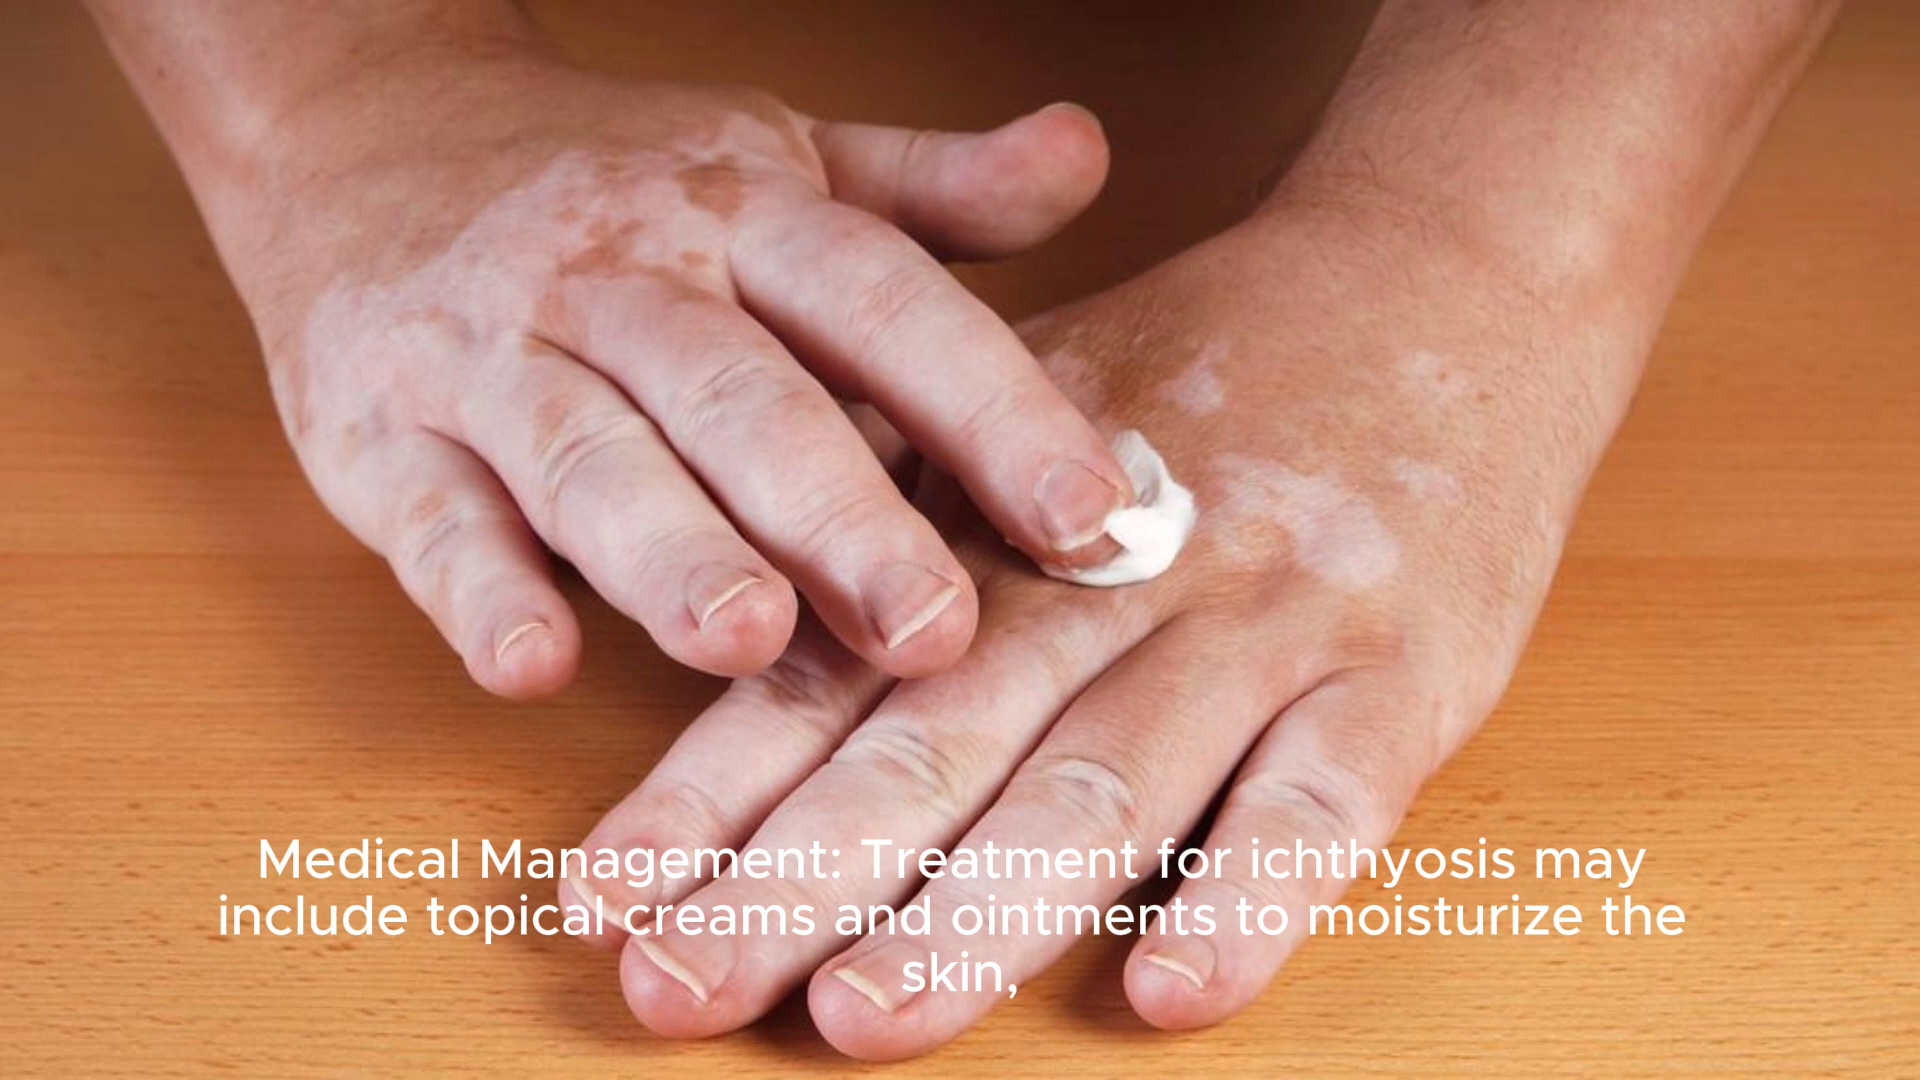 Medical Management: Treatment for ichthyosis may
include topical creams and ointments to moisturize the
skin,